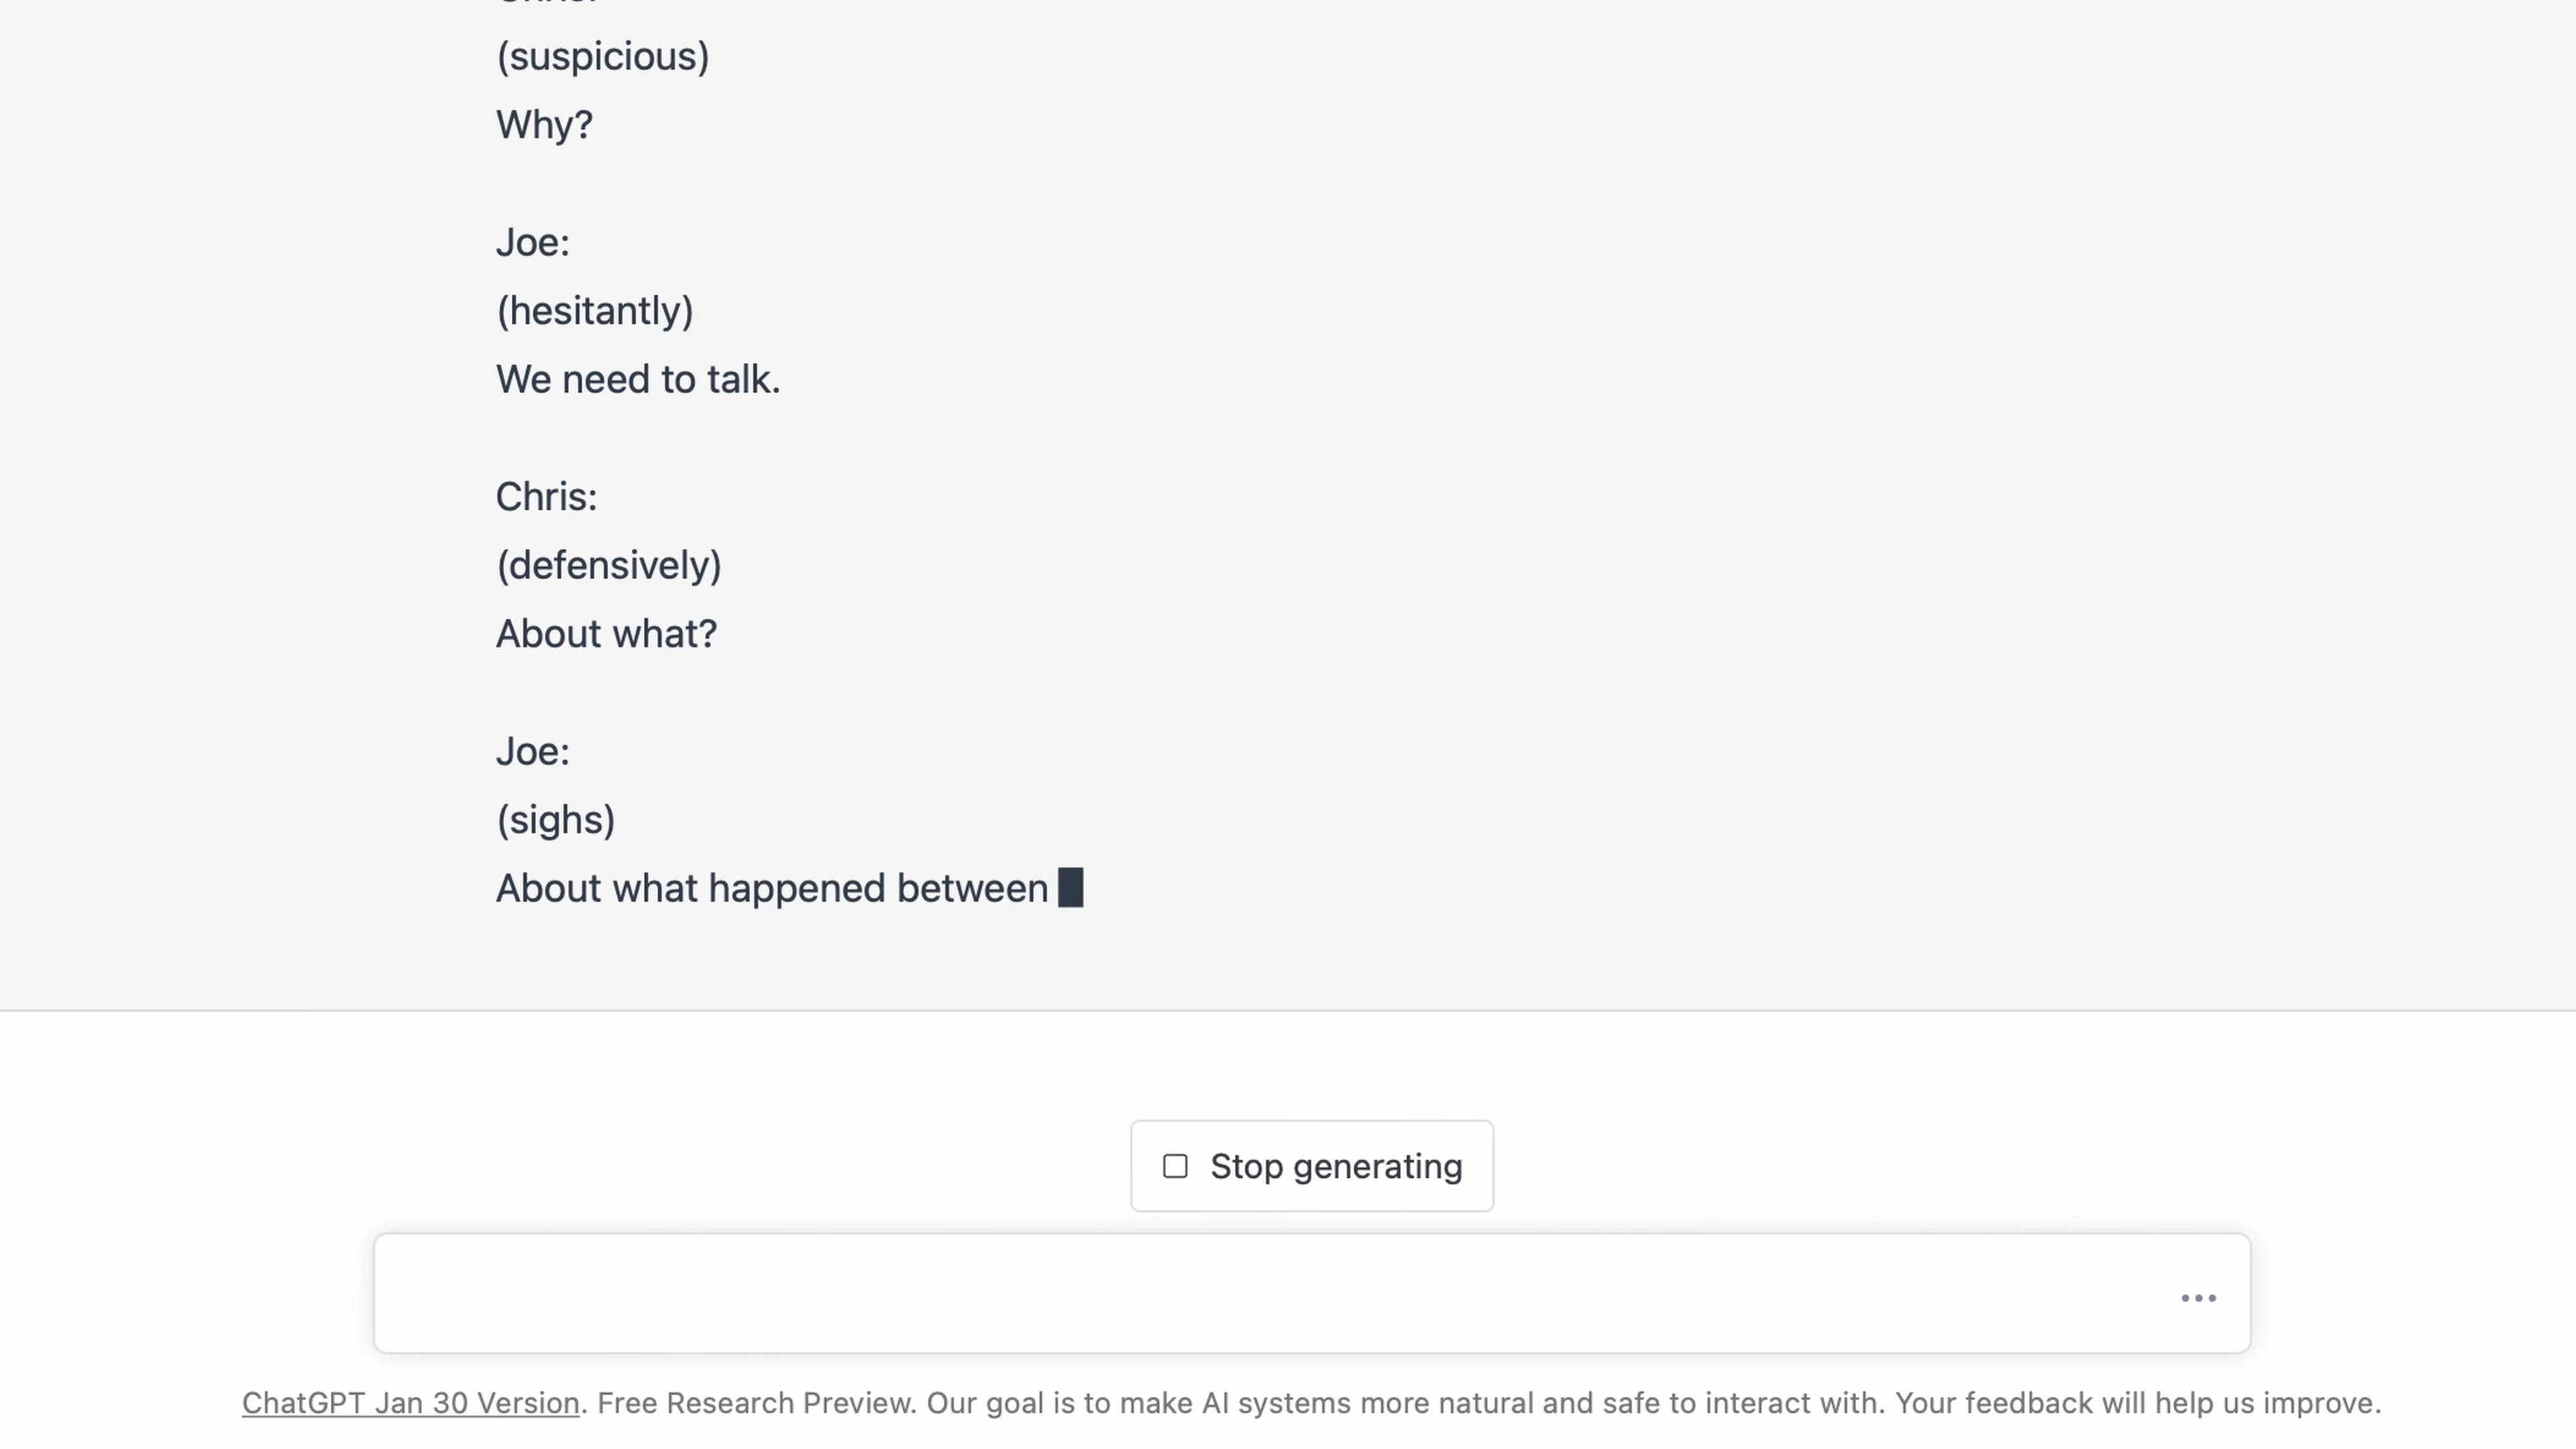 (suspicious)
Why?
Joe:
(hesitantly)
We need to talk.
Chris:
(defensively)
About what?
Joe:
(sighs)
About what happened between
Stop generating
ChatGPT Jan 30 Version. Free Research Preview. Our goal is to make AI systems more natural and safe to interact with. Your feedback will help us improve.